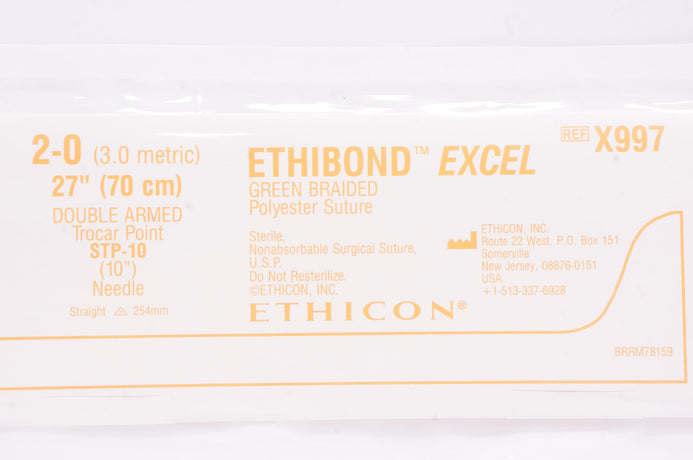 2-0 (3.0 metric)
27" (70 cm)
DOUBLE ARMED
Trocar Point
STP-10
(10")
Needle
Straight △ 254mm
ETHIBOND™ EXCEL
GREEN BRAIDED
Polyester Suture
Sterile,
Nonabsorbable Surgical Suture,
U.S.P.
Do Not Resterilize.
©ETHICON, INC.
ETHICON®
REF X997
ETHICON, INC.
Route 22 West, P.O. Box 151
Somerville
New Jersey, 08876-0151
USA
+1-513-337-6928
BRRM78159